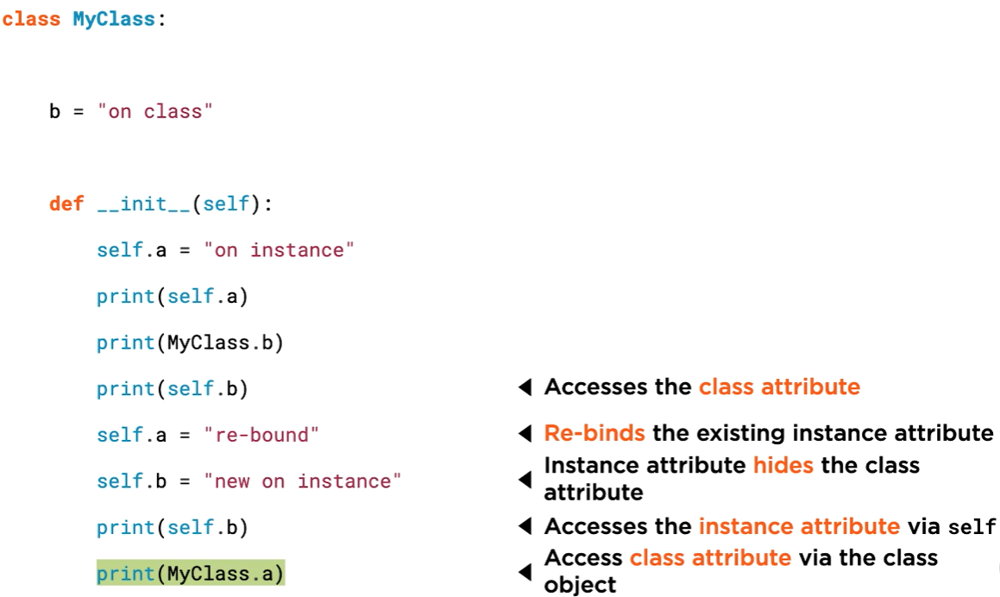 class MyClass:
b = "on class"
def __init__(self):
self.a = "on instance"
print(self.a)
print(MyClass.b)
print(self.b)
◀ Accesses the class attribute
self.a = "re-bound"
◀ Re-binds the existing instance attribute
self.b = "new on instance"
◀ Instance attribute hides the class
attribute
print(self.b)
◀ Accesses the instance attribute via self
print(MyClass.a)
◀ Access class attribute via the class
object